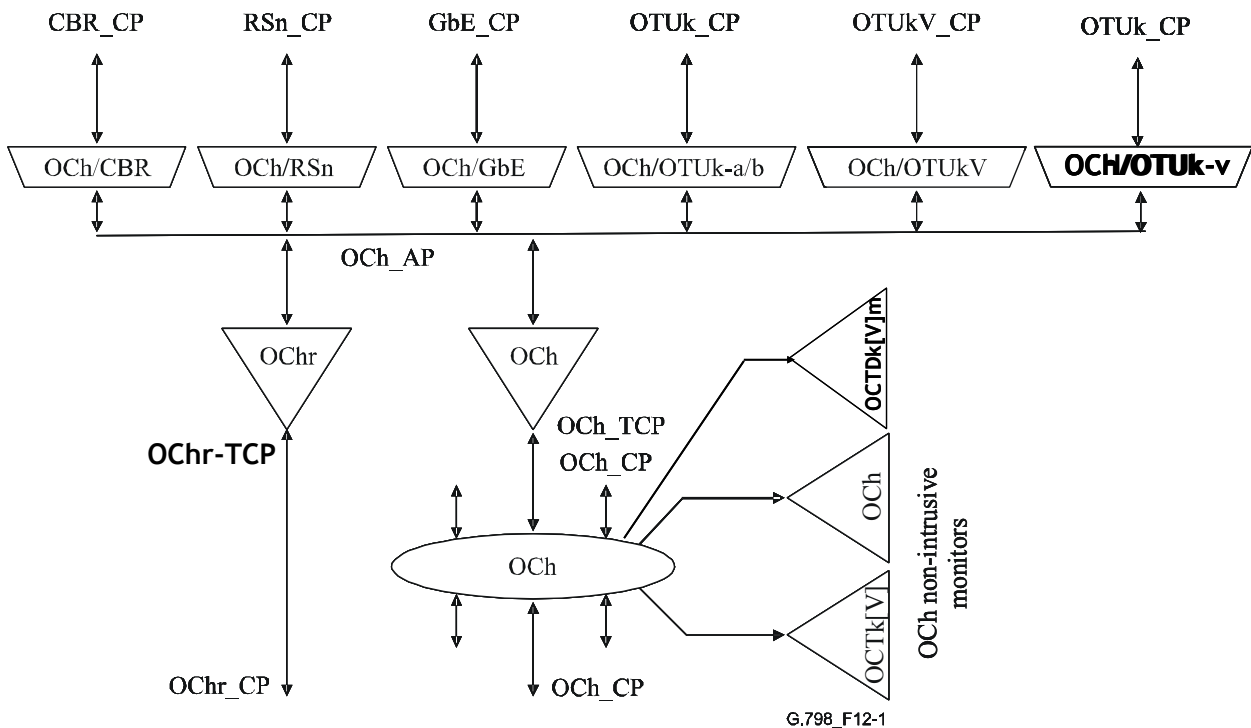 CBR_CP RSn_CP GbE_CP OTUk_CP OTUkV_CP OTUk_CP
OCh/CBR OCh/RSn OCh/GbE OCh/OTUk-a/b OCh/OTUkV OCH/OTUk-v
OCh_AP
OChr OCh OCTDk[V]m
OChr-TCP OCh_TCP
OCh_CP
OCh
OCh
OCTk[V]
OCh non-intrusive
monitors
OChr_CP OCh_CP
G.798_F12-1